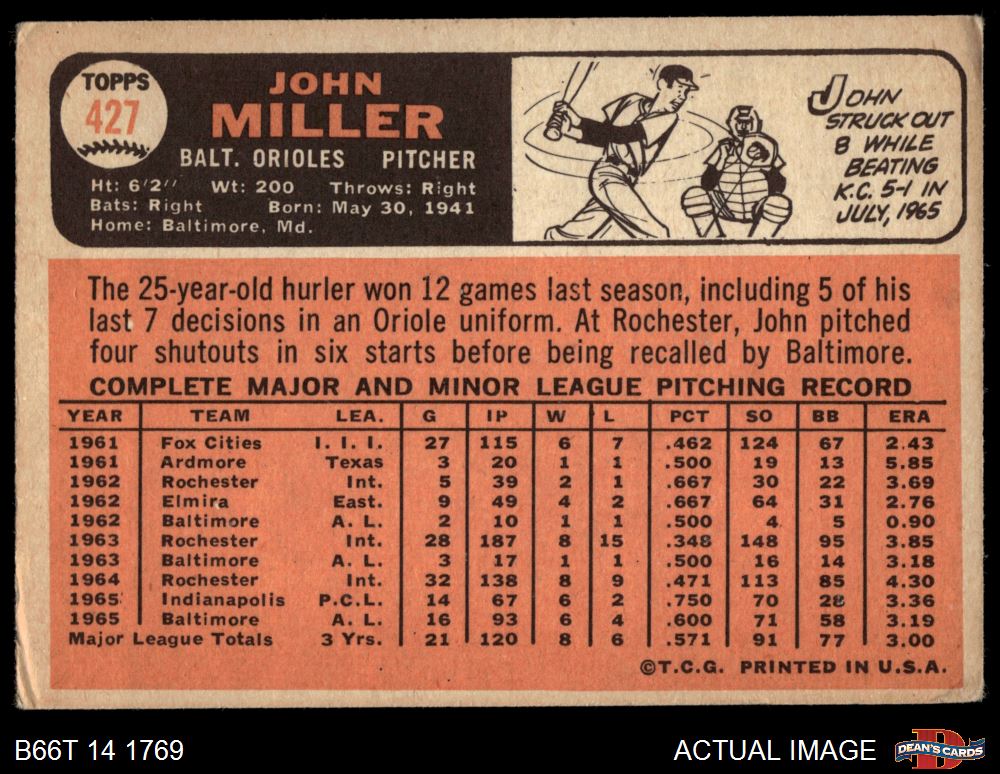 TOPPS
427
JOHN
MILLER
BALT. ORIOLES PITCHER
Ht: 6'2" Wt: 200 Throws: Right
Bats: Right Born: May 30, 1941
Home: Baltimore, Md.
JOHN
STRUCK OUT
8 WHILE
BEATING
K.C. 5-1 IN
JULY, 1965
The 25-year-old hurler won 12 games last season, including 5 of his
last 7 decisions in an Oriole uniform. At Rochester, John pitched
four shutouts in six starts before being recalled by Baltimore.
COMPLETE MAJOR AND MINOR LEAGUE PITCHING RECORD
YEAR TEAM LEA. G IP W L PCT SO BB ERA
1961 Fox Cities I. I. I. 27 115 6 7 .462 124 67 2.43
1961 Ardmore Texas 3 20 1 1 .500 19 13 5.85
1962 Rochester Int. 5 39 2 1 .667 30 22 3.69
1962 Elmira East. 9 49 4 2 .667 64 31 2.76
1962 Baltimore A. L. 2 10 1 1 .500 4 5 0.90
1963 Rochester Int. 28 187 8 15 .348 148 95 3.85
1963 Baltimore A. L. 3 17 1 1 .500 16 14 3.18
1964 Rochester Int. 32 138 8 9 .471 113 85 4.30
1965 Indianapolis P.C.L. 14 67 6 2 .750 70 28 3.36
1965 Baltimore A. L. 16 93 6 4 .600 71 58 3.19
Major League Totals 3 Yrs. 21 120 8 6 .571 91 77 3.00
©T.C.G. PRINTED IN U.S.A.
B66T 14 1769
ACTUAL IMAGE
DEAN'S CARDS